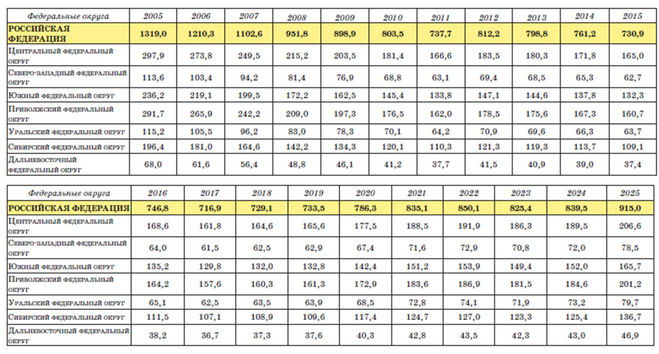 Федеральные округа 2005 2006 2007 2008 2009 2010 2011 2012 2013 2014 2015
РОССИЙСКАЯ
ФЕДЕРАЦИЯ 1319,0 1210,3 1102,6 951,8 898,9 803,5 737,7 812,2 798,8 761,2 730,9
Центральный федеральный
округ 297,9 273,8 249,5 215,2 203,5 181,4 166,6 183,5 180,3 171,8 165,0
Северо-Западный федеральный
округ 113,6 103,4 94,2 81,4 76,9 68,8 63,1 69,4 68,5 65,3 62,7
Южный федеральный округ 236,2 219,1 199,5 172,2 162,5 145,4 133,8 147,1 144,6 137,8 132,3
Приволжский федеральный
округ 291,7 265,9 242,2 209,0 197,3 176,5 162,0 178,5 175,6 167,3 160,7
Уральский федеральный округ 115,2 105,5 96,2 83,0 78,3 70,1 64,2 70,9 69,6 66,3 63,7
Сибирский федеральный округ 196,4 181,0 164,6 142,2 134,3 120,1 110,3 121,3 119,3 113,7 109,1
Дальневосточный
федеральный округ 68,0 61,6 56,4 48,8 46,1 41,2 37,7 41,5 40,9 39,0 37,4
Федеральные округа 2016 2017 2018 2019 2020 2021 2022 2023 2024 2025
РОССИЙСКАЯ ФЕДЕРАЦИЯ 746,8 716,9 729,1 733,5 786,3 835,1 850,1 825,4 839,5 915,0
Центральный федеральный
округ 168,6 161,8 164,6 165,6 177,5 188,5 191,9 186,3 189,5 206,6
Северо-Западный федеральный
округ 64,0 61,5 62,5 62,9 67,4 71,6 72,9 70,8 72,0 78,5
Южный федеральный округ 135,2 129,8 132,0 132,8 142,4 151,2 153,9 149,4 152,0 165,7
Приволжский федеральный
округ 164,2 157,6 160,3 161,3 172,9 183,6 186,9 181,5 184,6 201,2
Уральский федеральный округ 65,1 62,5 63,5 63,9 68,5 72,8 74,1 71,9 73,2 79,7
Сибирский федеральный округ 111,5 107,1 108,9 109,6 117,4 124,7 127,0 123,3 125,4 136,7
Дальневосточный федеральный
округ 38,2 36,7 37,3 37,6 40,3 42,8 43,5 42,3 43,0 46,9